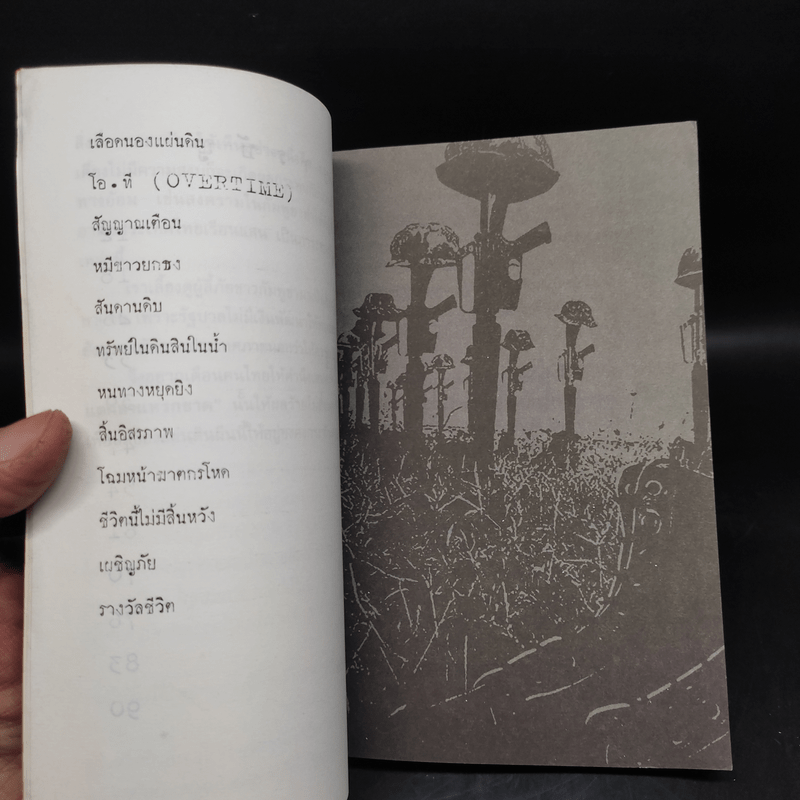 เลือดนองแผ่นดิน
โอ.ที (OVERTIME)
สัญญาณเตือน
หมีขาวยกธง
สันดานดิบ
ทรัพย์ในดินสินในน้ำ
หนทางหยุดยิง
สิ้นอิสรภาพ
โฉมหน้าฆาตกรโหด
ชีวิตนี้ไม่มีสิ้นหวัง
เผชิญภัย
รางวัลชีวิต
83
90